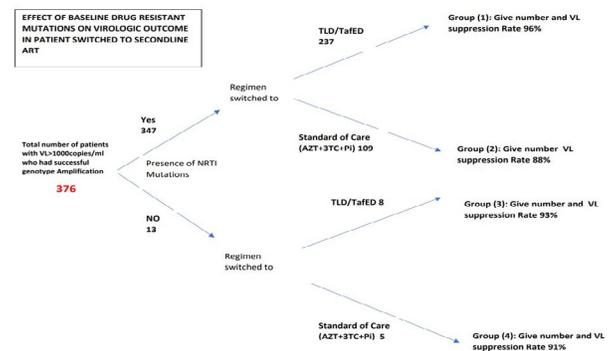 EFFECT OF BASELINE DRUG RESISTANT
MUTATIONS ON VIROLOGIC OUTCOME
IN PATIENT SWITCHED TO SECONDLINE
ART
TLD/TafED
237
Group (1): Give number and VL
suppression Rate 96%
Regimen
switched to
Yes
347
Standard of Care
(AZT+3TC+Pi) 109
Group (2): Give number VL
suppression Rate 88%
Total number of patients
with VL>1000copies/ml
who had successful
genotype Amplification
376
Presence of NRTI
Mutations
TLD/TafED 8
Group (3): Give number and VL
suppression Rate 93%
NO
13
Regimen
switched to
Standard of Care
(AZT+3TC+Pi) 5
Group (4): Give number and VL
suppression Rate 91%